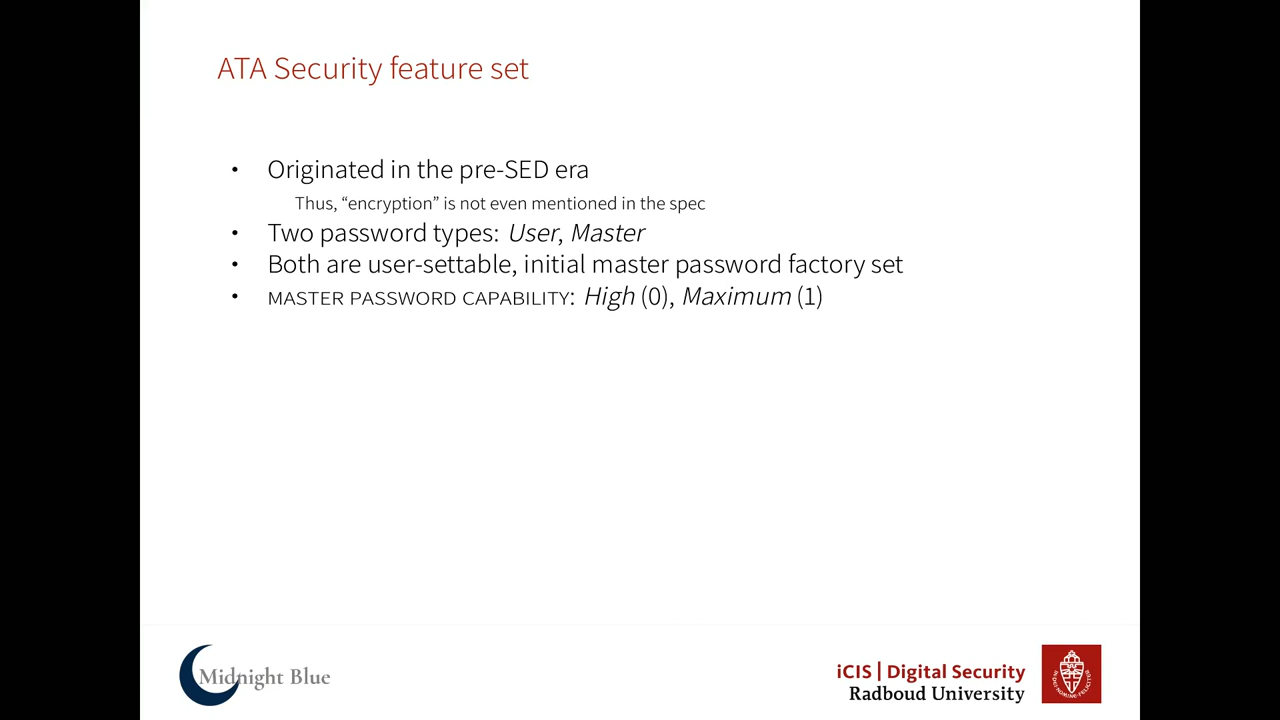 ATA Security feature set
• Originated in the pre-SED era
Thus, “encryption” is not even mentioned in the spec
• Two password types: User, Master
• Both are user-settable, initial master password factory set
• MASTER PASSWORD CAPABILITY: High (0), Maximum (1)
Midnight Blue
iCIS | Digital Security
Radboud University